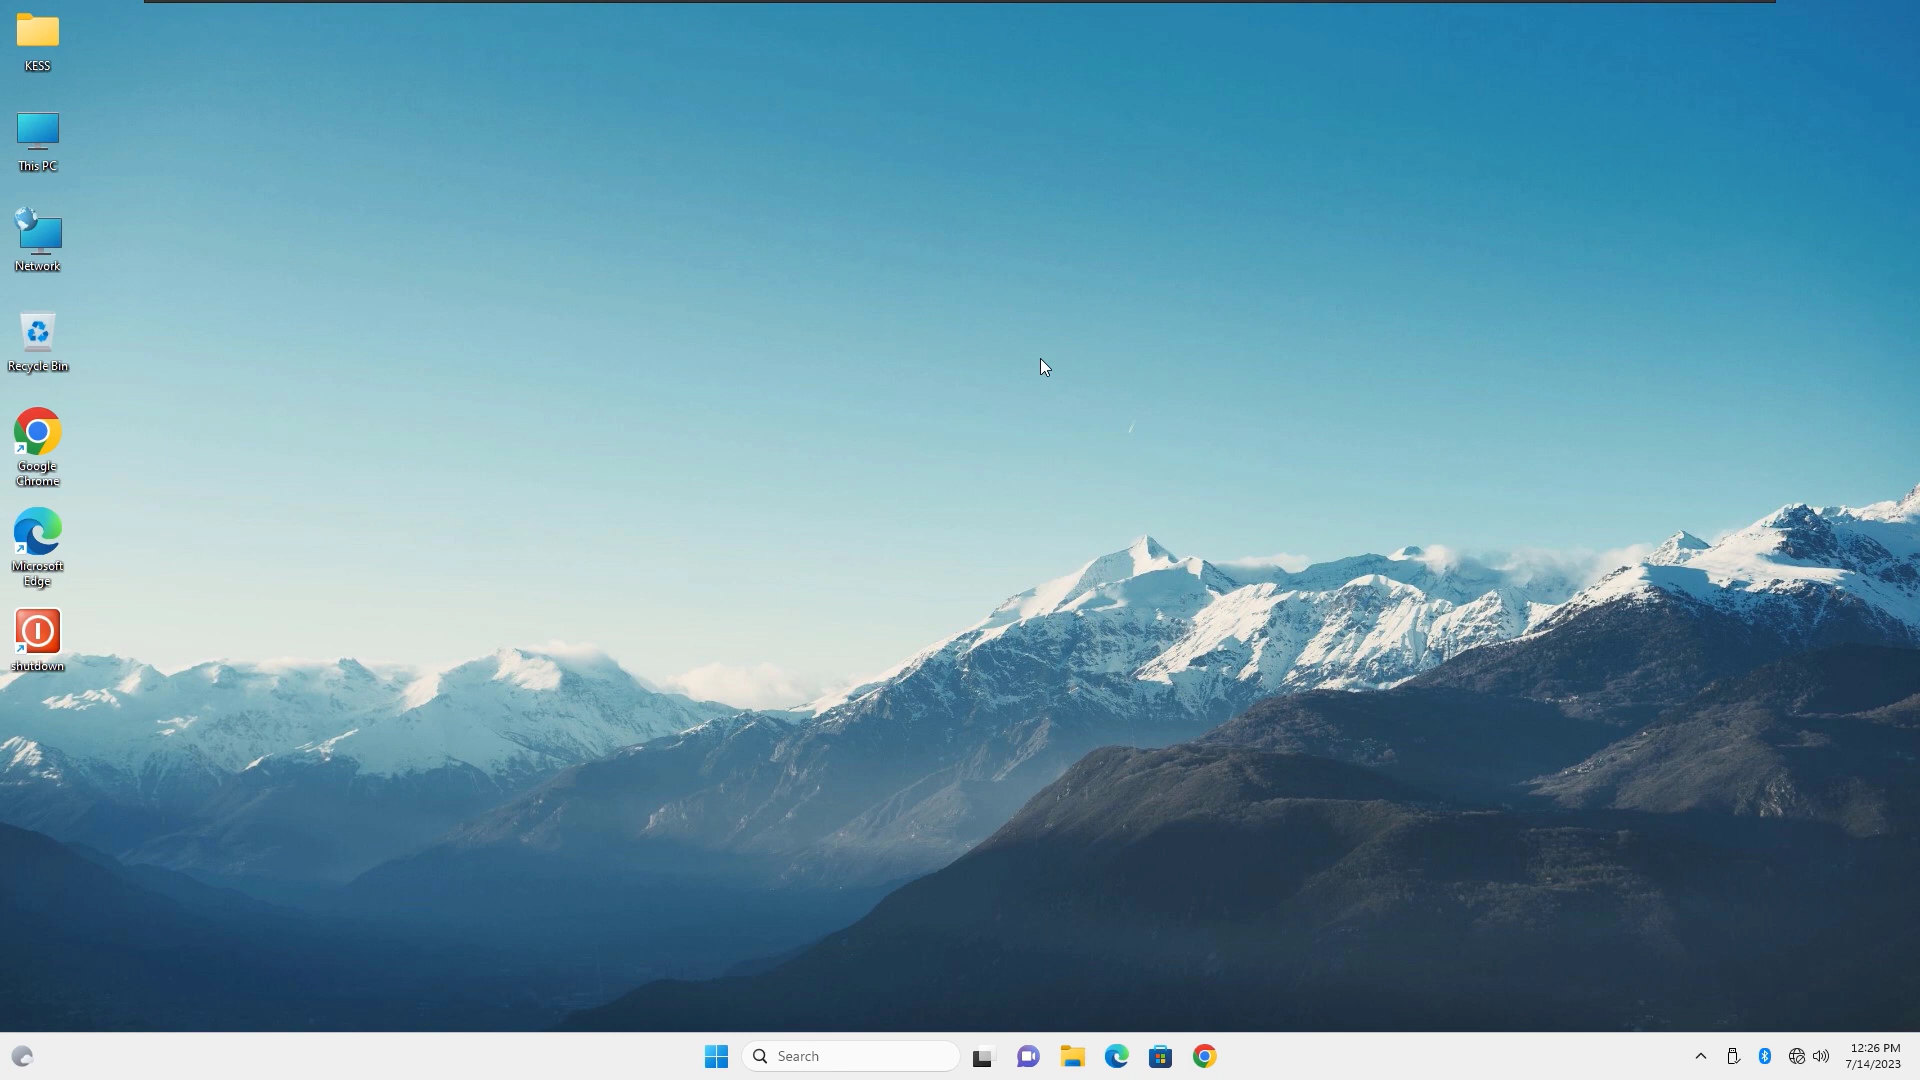 KESS
This PC
Network
Recycle Bin
Google
Chrome
Microsoft
Edge
shutdown
Search
12:26 PM
7/14/2023